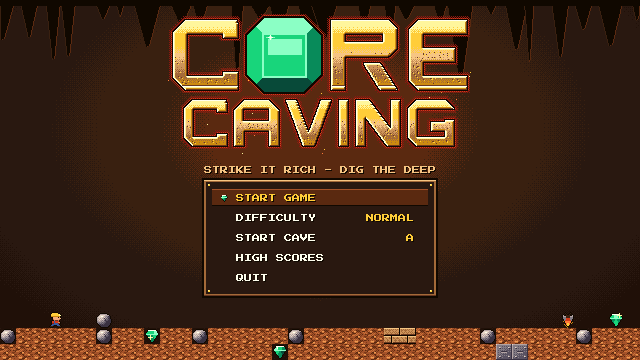 CORE
CAVING
STRIKE IT RICH - DIG THE DEEP
START GAME
DIFFICULTY NORMAL
START CAVE A
HIGH SCORES
QUIT